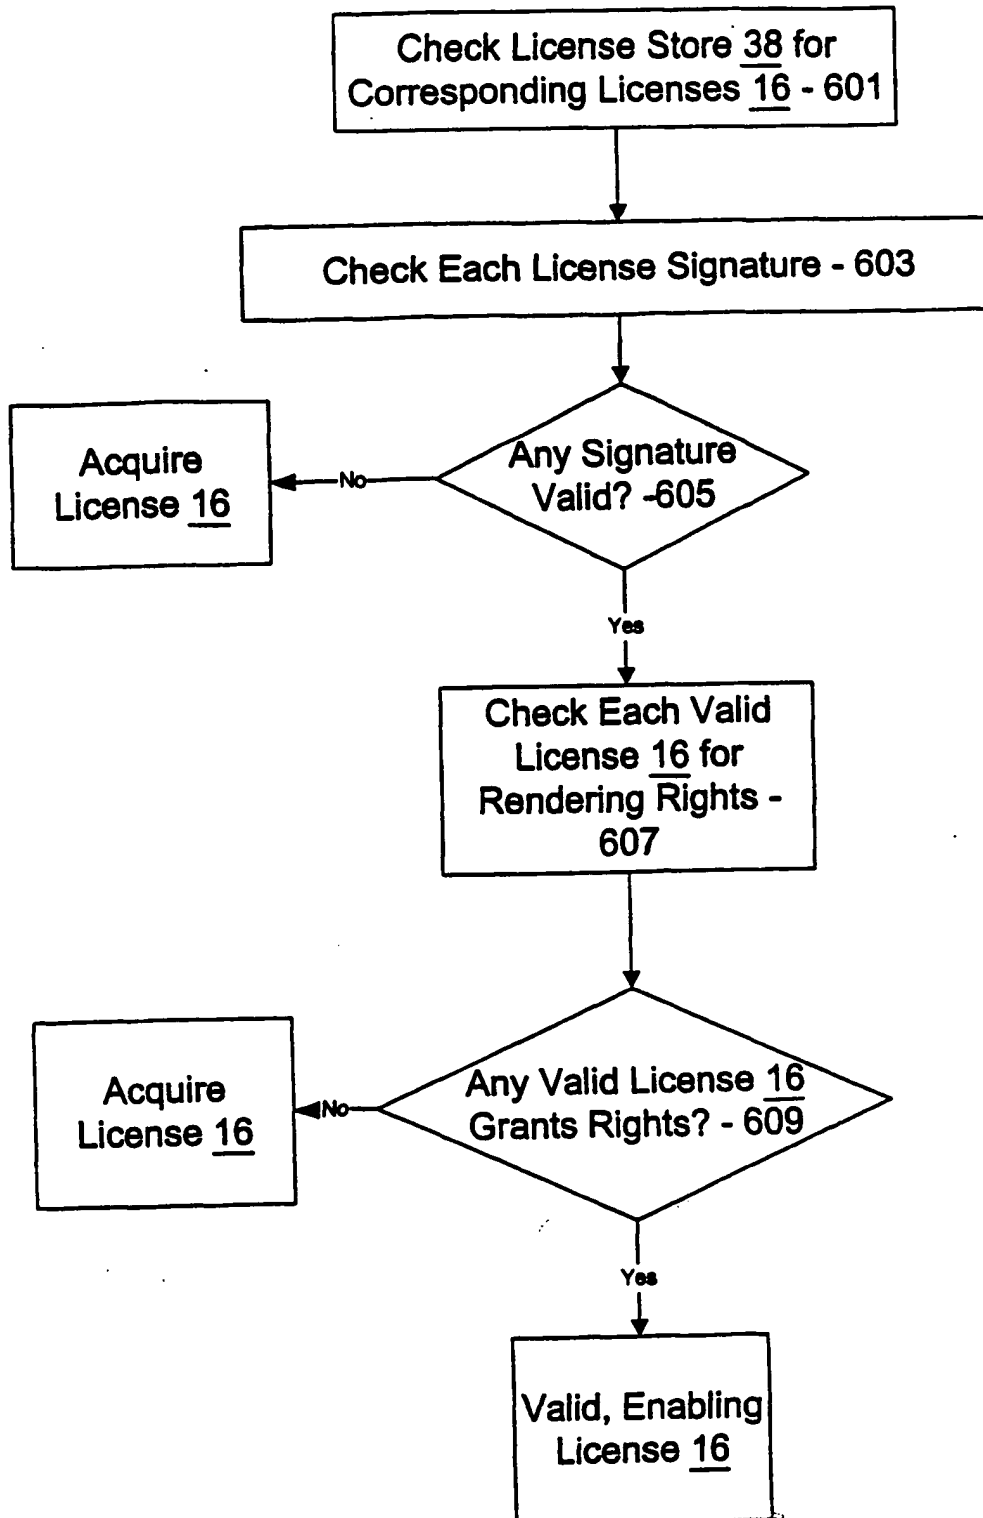 Check License Store 38 for
Corresponding Licenses 16 - 601
Check Each License Signature - 603
Any Signature
Valid? -605
No
Acquire
License 16
Yes
Check Each Valid
License 16 for
Rendering Rights -
607
Any Valid License 16
Grants Rights? - 609
No
Acquire
License 16
Yes
Valid, Enabling
License 16